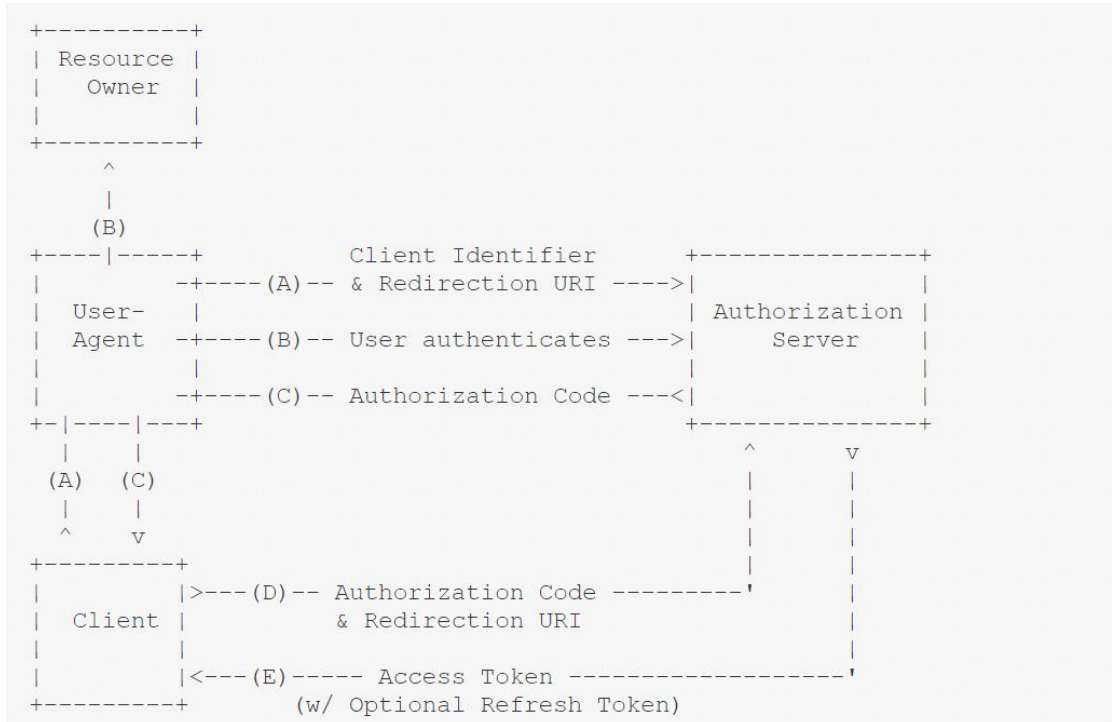 +----------+
| Resource |
|   Owner  |
|          |
+----------+
     ^
     |
    (B)
+----|-----+          Client Identifier      +---------------+
|         -+----(A)-- & Redirection URI ---->|               |
|  User-   |                                 | Authorization |
|  Agent  -+----(B)-- User authenticates --->|     Server    |
|          |                                 |               |
|         -+----(C)-- Authorization Code ---<|               |
+-|----|---+                                 +---------------+
  |    |                                         ^      v
 (A)  (C)                                        |      |
  |    |                                         |      |
  ^    v                                         |      |
+---------+                                      |      |
|         |>---(D)-- Authorization Code ---------'      |
|  Client |          & Redirection URI                  |
|         |                                             |
|         |<---(E)----- Access Token -------------------'
+---------+       (w/ Optional Refresh Token)